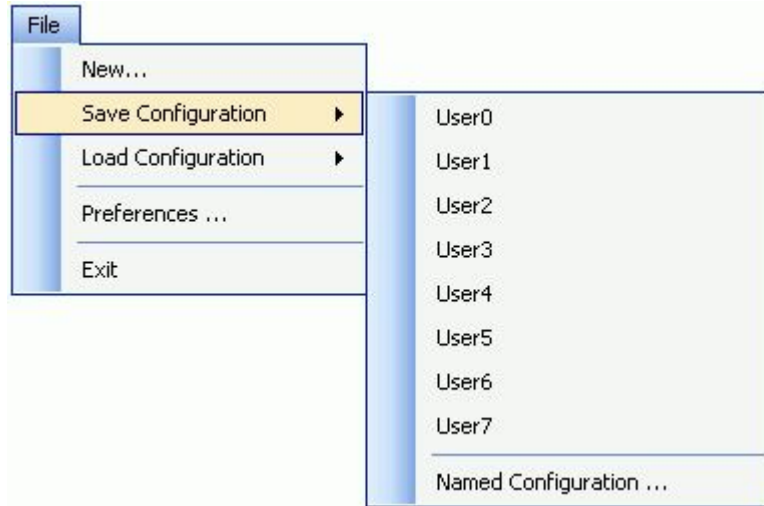 File
New...
Save Configuration
Load Configuration
Preferences ...
Exit
User0
User1
User2
User3
User4
User5
User6
User7
Named Configuration ...